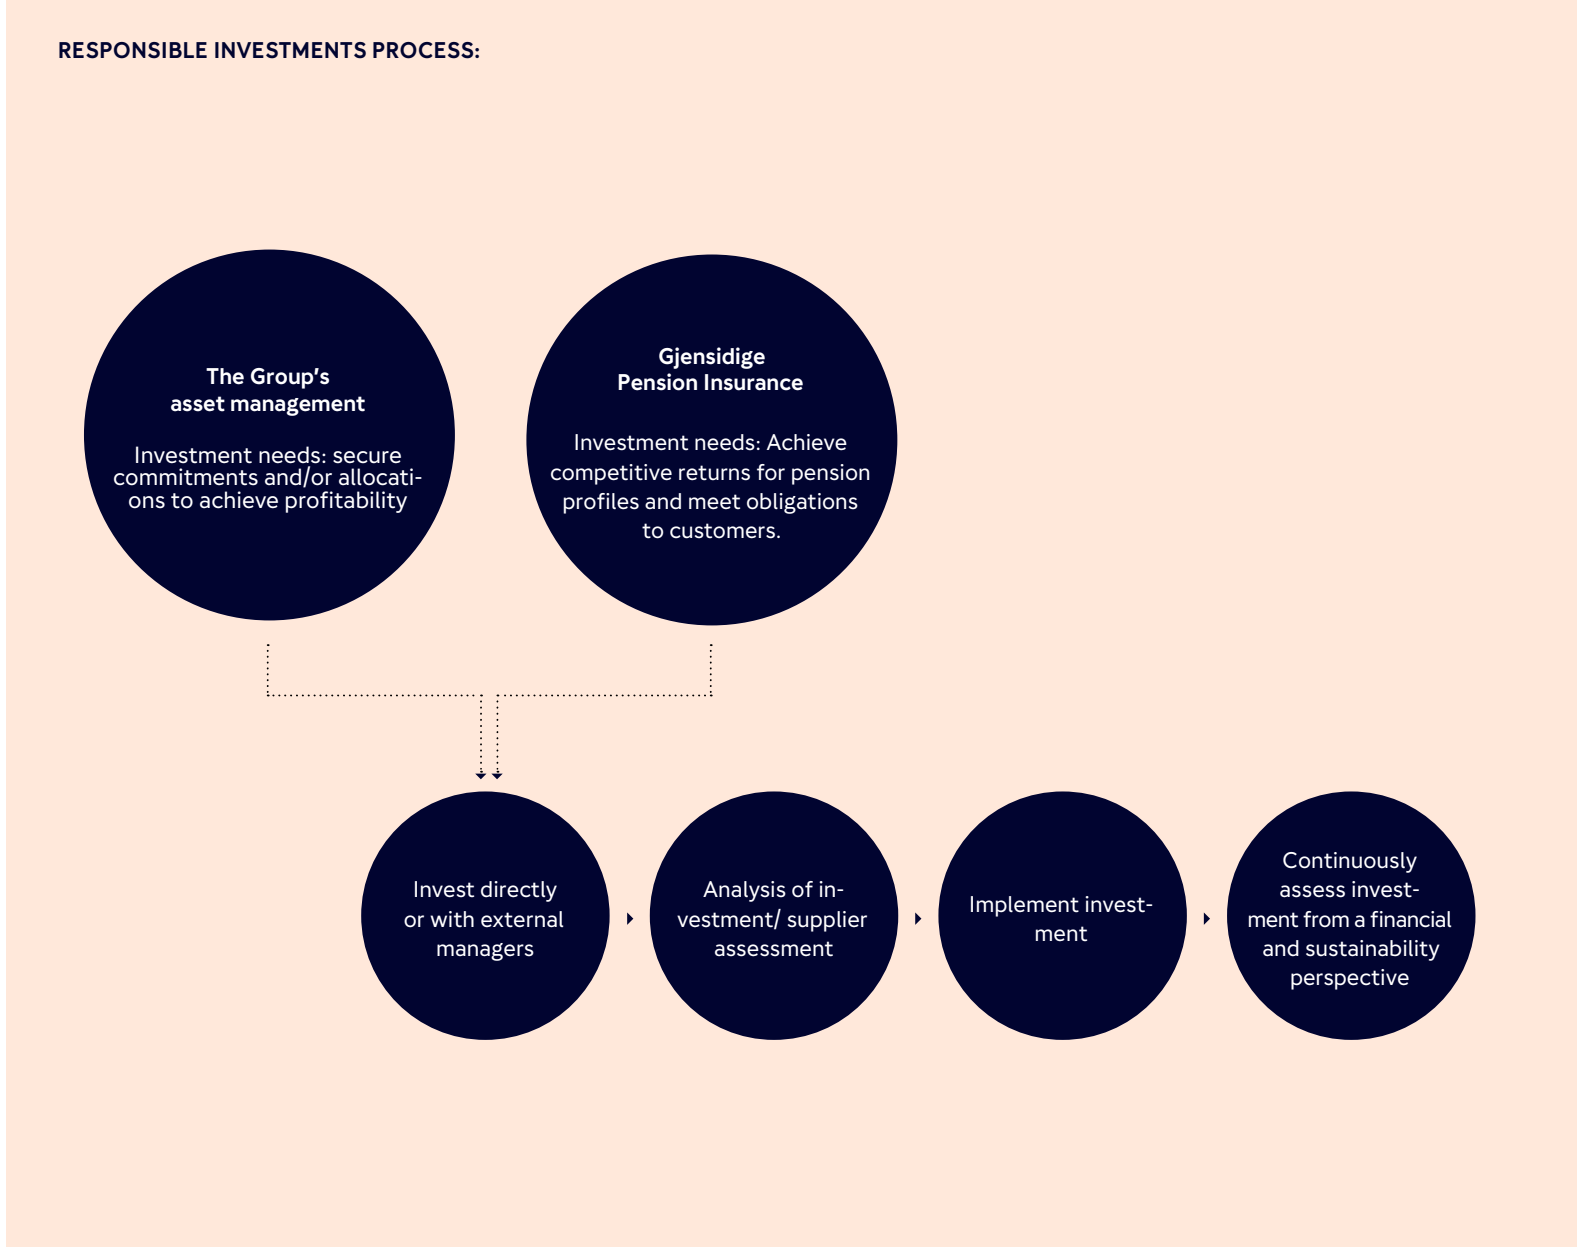 RESPONSIBLE INVESTMENTS PROCESS:
The Group's
asset management
Investment needs: secure
commitments and/or allocati-
ons to achieve profitability
Gjensidige
Pension Insurance
Investment needs: Achieve
competitive returns for pension
profiles and meet obligations
to customers.
Invest directly
or with external
managers
Analysis of in-
vestment/ supplier
assessment
Implement invest-
ment
Continuously
assess invest-
ment from a financial
and sustainability
perspective